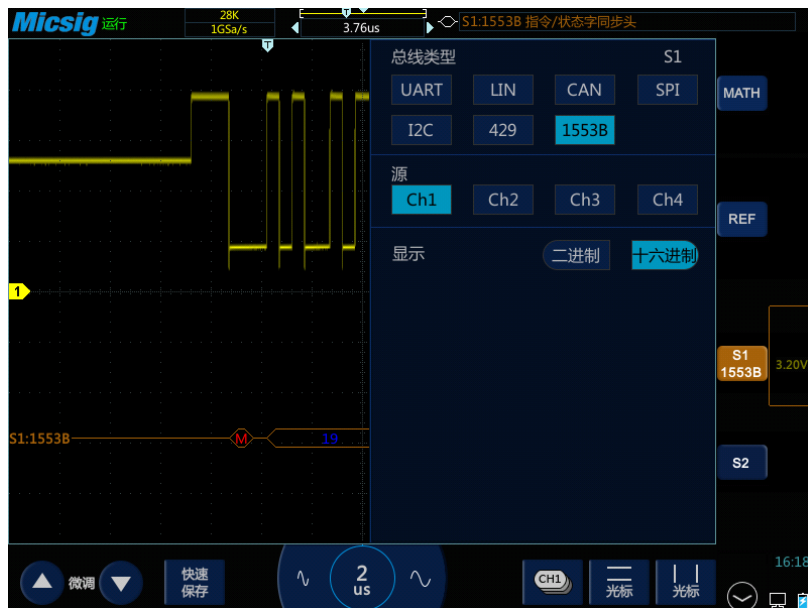 Micsig 运行
28K
1GSa/s
T
3.76us
S1:1553B 指令/状态字同步头
T
总线类型 S1
UART LIN CAN SPI
I2C 429 1553B
源
Ch1 Ch2 Ch3 Ch4
显示 二进制 十六进制
MATH
REF
1
S1
1553B
3.20V
S1:1553B M 19
S2
微调
快速
保存
2
us
CH1
光标
光标
16:18